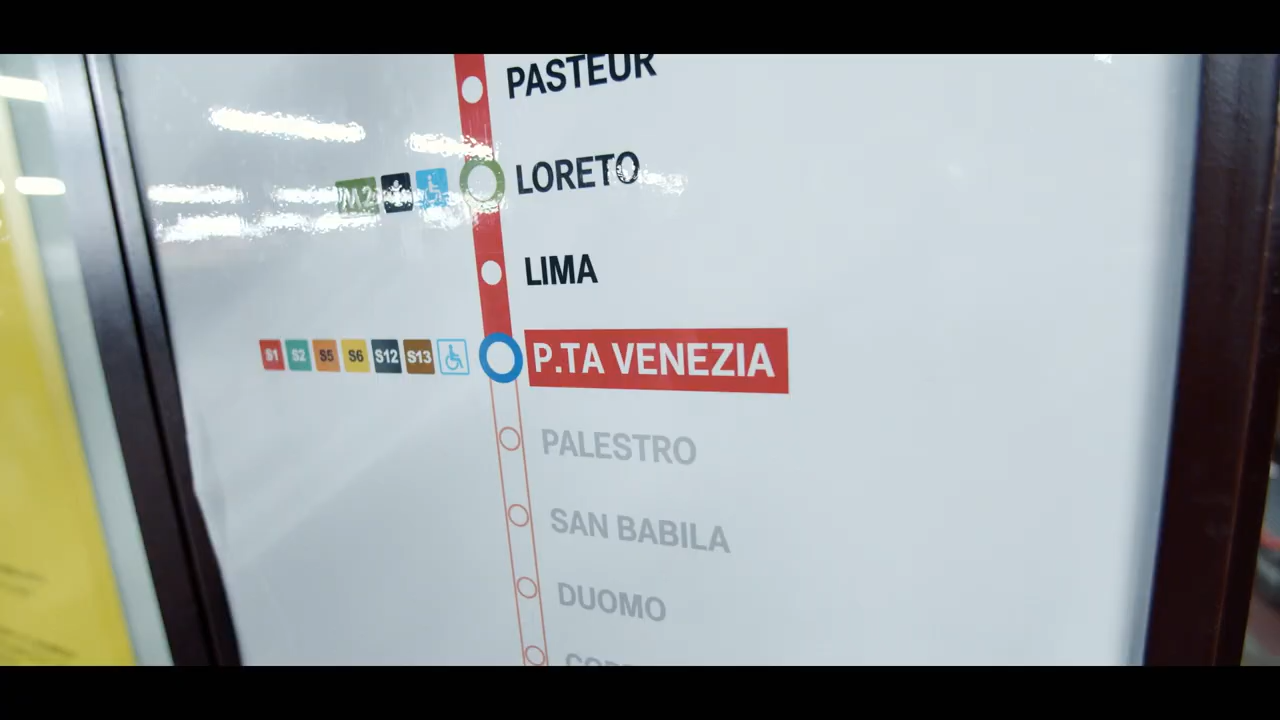 PASTEUR
M2 LORETO
LIMA
S1 S2 S5 S6 S12 S13 P.TA VENEZIA
PALESTRO
SAN BABILA
DUOMO